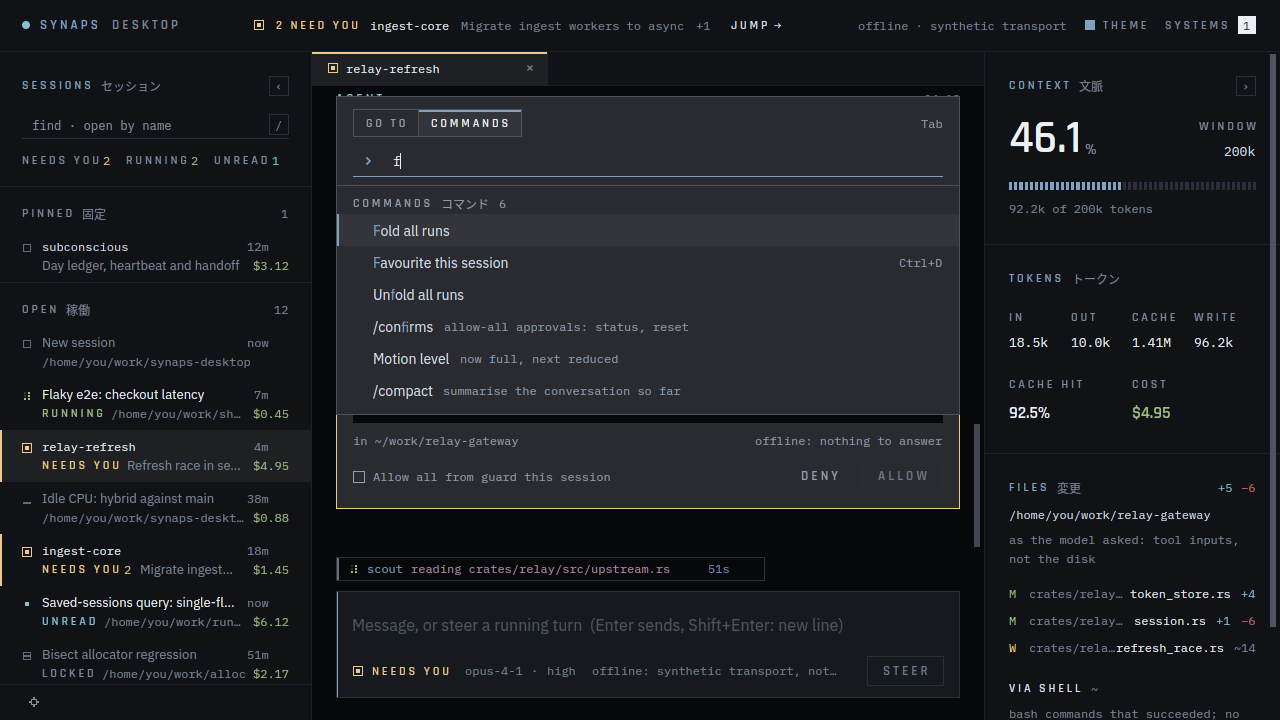 SYNAPS DESKTOP
2 NEED YOU ingest-core Migrate ingest workers to async +1 JUMP →
offline · synthetic transport THEME SYSTEMS 1
SESSIONS セッション ‹
find · open by name /
NEEDS YOU 2 RUNNING 2 UNREAD 1
PINNED 固定 1
subconscious 12m
Day ledger, heartbeat and handoff $3.12
OPEN 稼働 12
New session now
/home/you/work/synaps-desktop
Flaky e2e: checkout latency 7m
RUNNING /home/you/work/sh… $0.45
relay-refresh 4m
NEEDS YOU Refresh race in se… $4.95
Idle CPU: hybrid against main 38m
/home/you/work/synaps-deskt… $0.88
ingest-core 18m
NEEDS YOU 2 Migrate ingest… $1.45
Saved-sessions query: single-fl… now
UNREAD /home/you/work/run… $6.12
Bisect allocator regression 51m
LOCKED /home/you/work/alloc $2.17
relay-refresh ×
GO TO COMMANDS Tab
› f
COMMANDS コマンド 6
Fold all runs
Favourite this session Ctrl+D
Unfold all runs
/confirms allow-all approvals: status, reset
Motion level now full, next reduced
/compact summarise the conversation so far
in ~/work/relay-gateway offline: nothing to answer
Allow all from guard this session DENY ALLOW
scout reading crates/relay/src/upstream.rs 51s
Message, or steer a running turn (Enter sends, Shift+Enter: new line)
NEEDS YOU opus-4-1 · high offline: synthetic transport, not… STEER
CONTEXT 文脈 ›
46.1% WINDOW
200k
92.2k of 200k tokens
TOKENS トークン
IN OUT CACHE WRITE
18.5k 10.0k 1.41M 96.2k
CACHE HIT COST
92.5% $4.95
FILES 変更 +5 −6
/home/you/work/relay-gateway
as the model asked: tool inputs,
not the disk
M crates/relay… token_store.rs +4
M crates/relay… session.rs +1 −6
W crates/rela…refresh_race.rs ~14
VIA SHELL ~
bash commands that succeeded; no